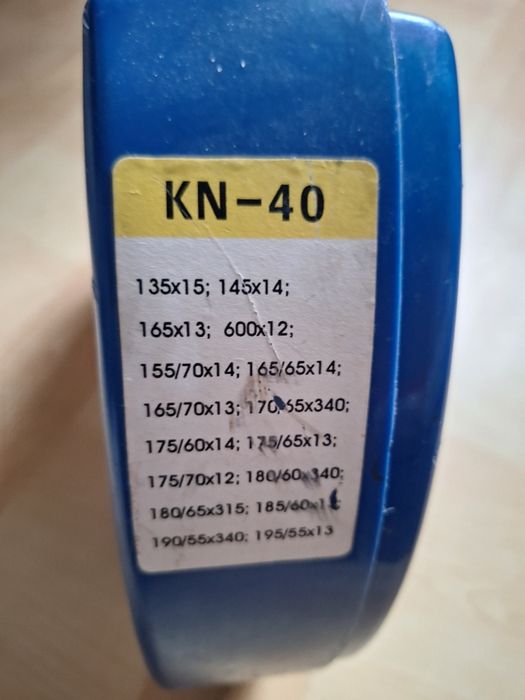 KN-40
135x15; 145x14;
165x13; 600x12;
155/70x14; 165/65x14;
165/70x13; 170/65x340;
175/60x14; 175/65x13;
175/70x12; 180/60x340;
180/65x315;
190/55x340; 195/55x13